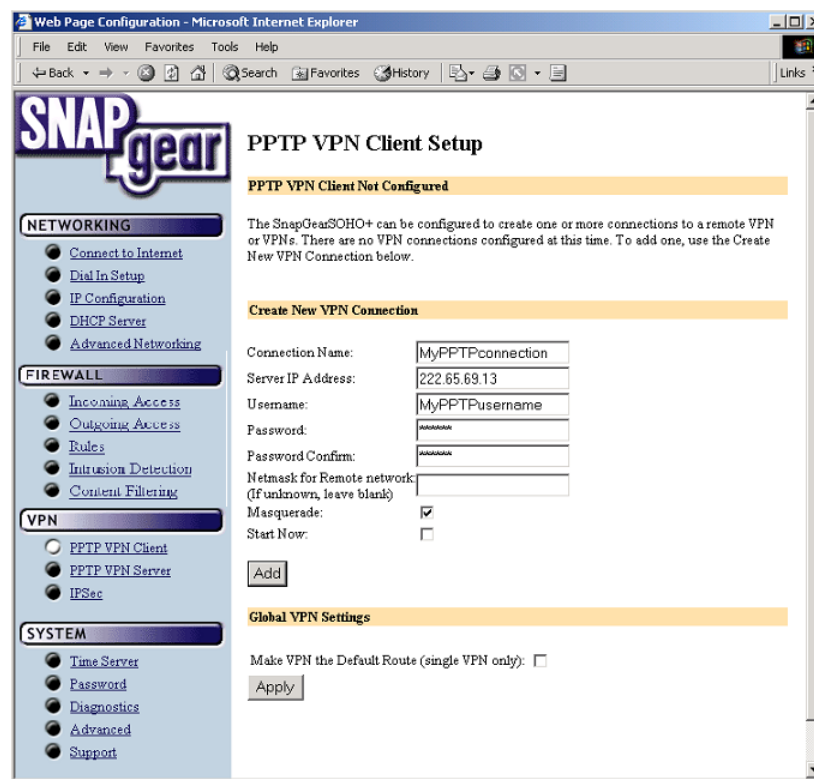 Web Page Configuration - Microsoft Internet Explorer
File Edit View Favorites Tools Help
Back Search Favorites History Links
SNAP
gear
PPTP VPN Client Setup
PPTP VPN Client Not Configured
The SnapGearSOHO+ can be configured to create one or more connections to a remote VPN
or VPNs. There are no VPN connections configured at this time. To add one, use the Create
New VPN Connection below.
Create New VPN Connection
Connection Name: MyPPTPconnection
Server IP Address: 222.65.69.13
Username: MyPPTPusername
Password: ******
Password Confirm: ******
Netmask for Remote network:
(If unknown, leave blank)
Masquerade:
Start Now:
Add
Global VPN Settings
Make VPN the Default Route (single VPN only):
Apply
NETWORKING
Connect to Internet
Dial In Setup
IP Configuration
DHCP Server
Advanced Networking
FIREWALL
Incoming Access
Outgoing Access
Rules
Intrusion Detection
Content Filtering
VPN
PPTP VPN Client
PPTP VPN Server
IPSec
SYSTEM
Time Server
Password
Diagnostics
Advanced
Support